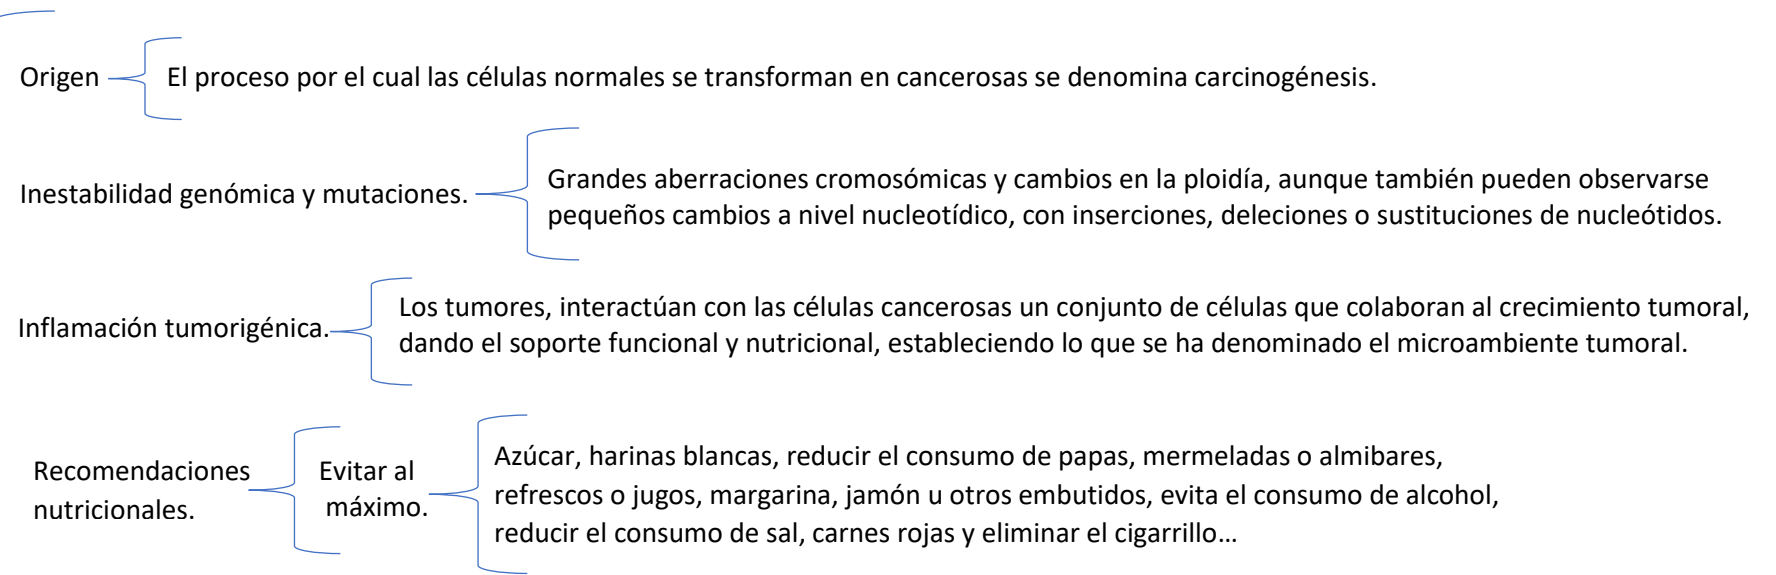 Origen
El proceso por el cual las células normales se transforman en cancerosas se denomina carcinogénesis.
Inestabilidad genómica y mutaciones.
Grandes aberraciones cromosómicas y cambios en la ploidía, aunque también pueden observarse
pequeños cambios a nivel nucleotídico, con inserciones, deleciones o sustituciones de nucleótidos.
Inflamación tumorigénica.
Los tumores, interactúan con las células cancerosas un conjunto de células que colaboran al crecimiento tumoral,
dando el soporte funcional y nutricional, estableciendo lo que se ha denominado el microambiente tumoral.
Recomendaciones
nutricionales.
Evitar al
máximo.
Azúcar, harinas blancas, reducir el consumo de papas, mermeladas o almibares,
refrescos o jugos, margarina, jamón u otros embutidos, evita el consumo de alcohol,
reducir el consumo de sal, carnes rojas y eliminar el cigarrillo…